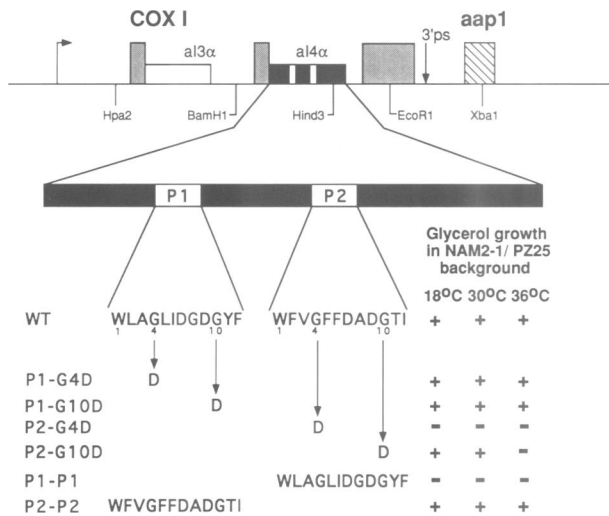 COX I aap1
aI3α aI4α 3'ps
Hpa2 BamH1 Hind3 EcoR1 Xba1
P1 P2
Glycerol growth
in NAM2-1/ PZ25
background
18°C 30°C 36°C
WT WLAGLIDGDGYF WFVGFFDADGTI + + +
1 4 10 1 4 10
P1-G4D D + + +
P1-G10D D + + +
P2-G4D D - - -
P2-G10D D + + -
P1-P1 WLAGLIDGDGYF - - -
P2-P2 WFVGFFDADGTI + + +